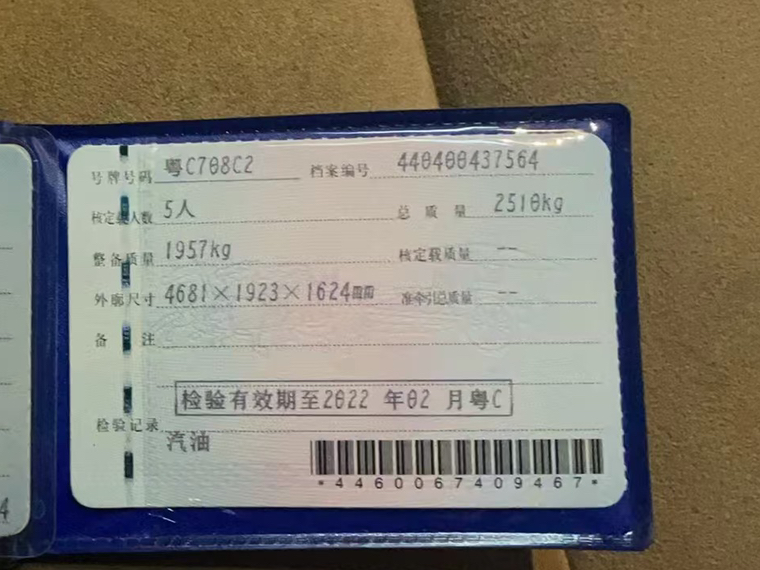 号牌号码 粤C708C2 档案编号 440400437564
核定载人数 5人 总质量 2510kg
整备质量 1957kg 核定载质量 --
外廓尺寸 4681×1923×1624㎜ 准牵引总质量 --
备注
检验有效期至2022 年02 月粤C
检验记录
汽油
*4460067409467*
4